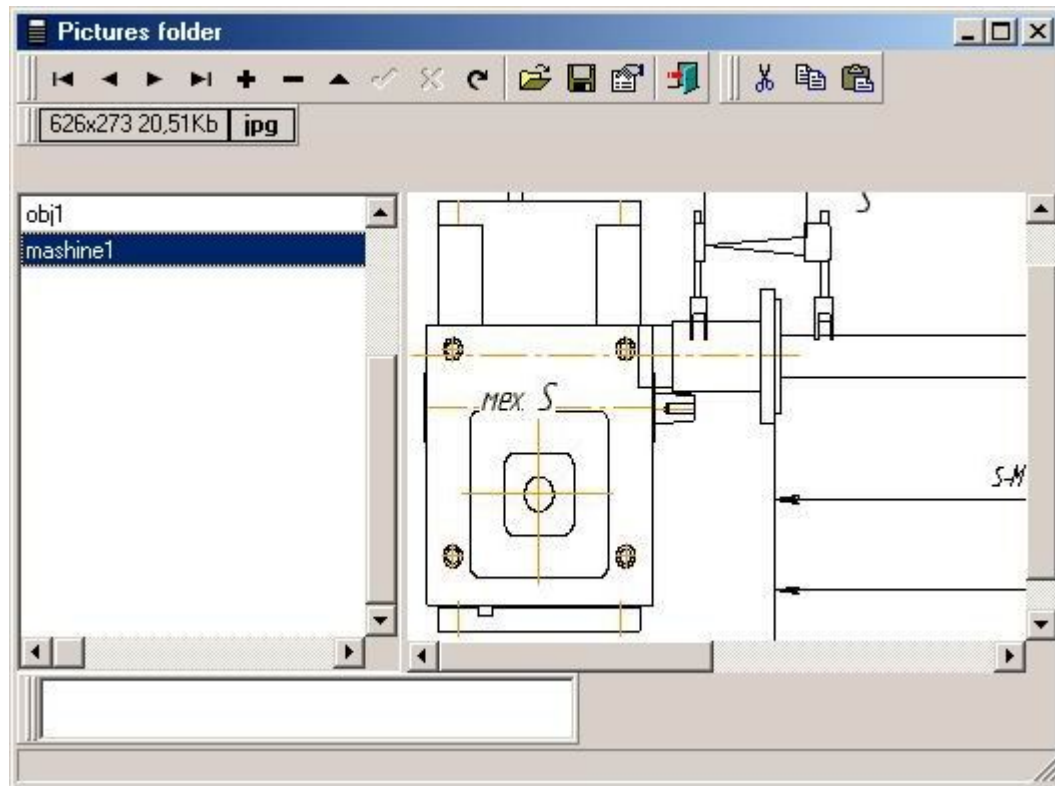 Pictures folder
626x273 20,51Kb jpg
obj1
mashine1
S
мех. S
S-M